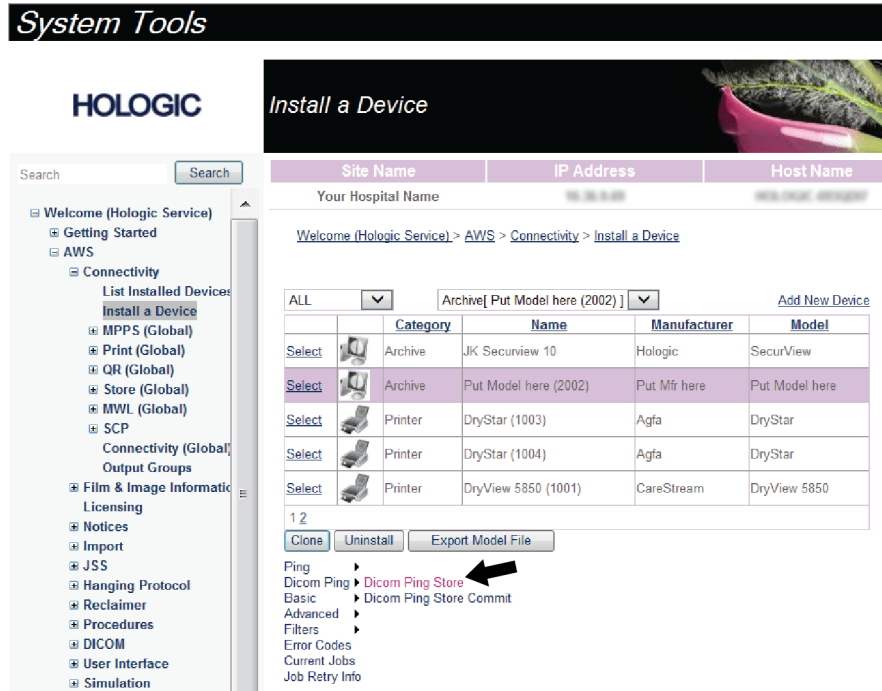 System Tools
HOLOGIC
Install a Device
Search
Search
Site Name IP Address Host Name
Your Hospital Name
Welcome (Hologic Service) > AWS > Connectivity > Install a Device
Welcome (Hologic Service)
Getting Started
AWS
Connectivity
List Installed Devices
Install a Device
MPPS (Global)
Print (Global)
QR (Global)
Store (Global)
MWL (Global)
SCP
Connectivity (Global)
Output Groups
Film & Image Informatic
Licensing
Notices
Import
JSS
Hanging Protocol
Reclaimer
Procedures
DICOM
User Interface
Simulation
ALL Archive[ Put Model here (2002) ] Add New Device
Category Name Manufacturer Model
Select Archive JK Securview 10 Hologic SecurView
Select Archive Put Model here (2002) Put Mfr here Put Model here
Select Printer DryStar (1003) Agfa DryStar
Select Printer DryStar (1004) Agfa DryStar
Select Printer DryView 5850 (1001) CareStream DryView 5850
1 2
Clone Uninstall Export Model File
Ping
Dicom Ping Dicom Ping Store
Basic Dicom Ping Store Commit
Advanced
Filters
Error Codes
Current Jobs
Job Retry Info